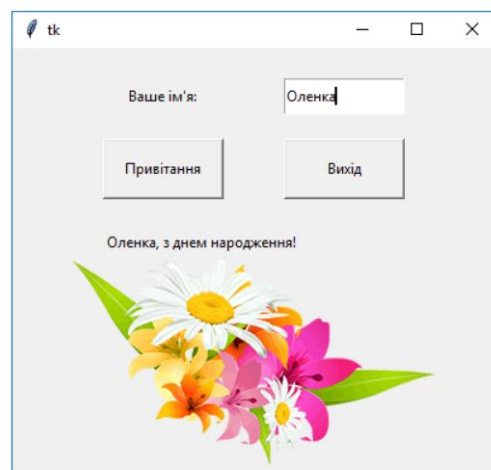 tk
Ваше ім'я:
Оленка
Привітання
Вихід
Оленка, з днем народження!